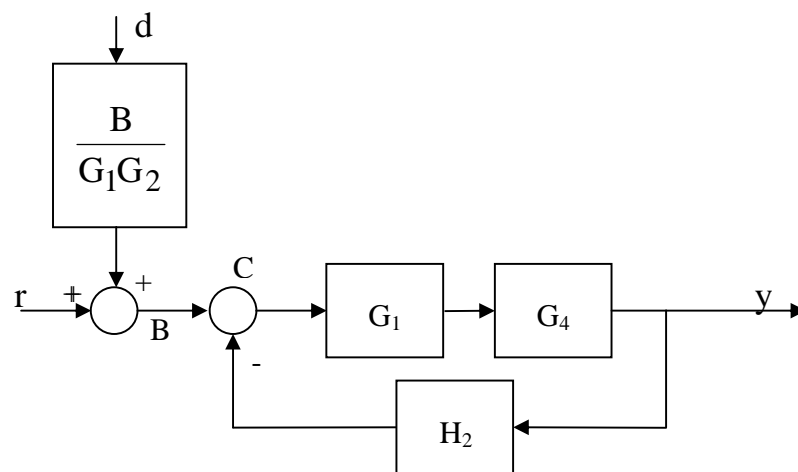 d
B
G₁G₂
r + +
B
C
G₁
G₄
y
-
H₂